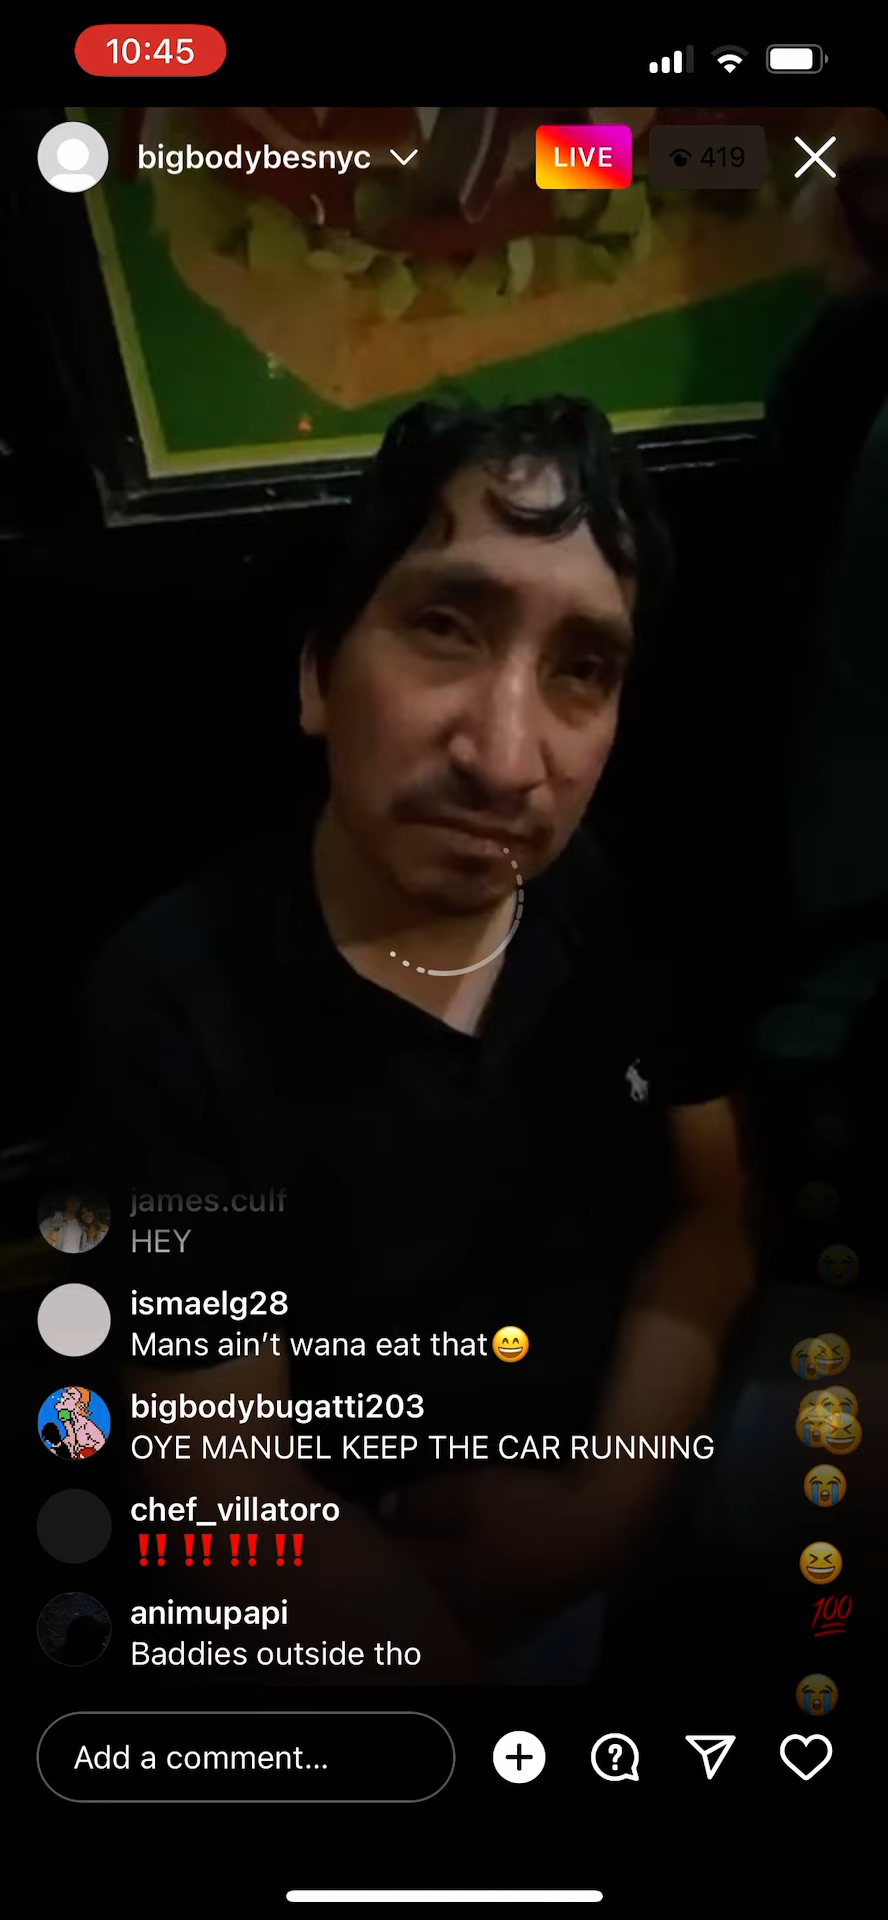 10:45
bigbodybesnyc
LIVE
419
james.culf
HEY
ismaelg28
Mans ain’t wana eat that😄
bigbodybugatti203
OYE MANUEL KEEP THE CAR RUNNING
chef_villatoro
‼️ ‼️ ‼️ ‼️
animupapi
Baddies outside tho
💯
Add a comment...